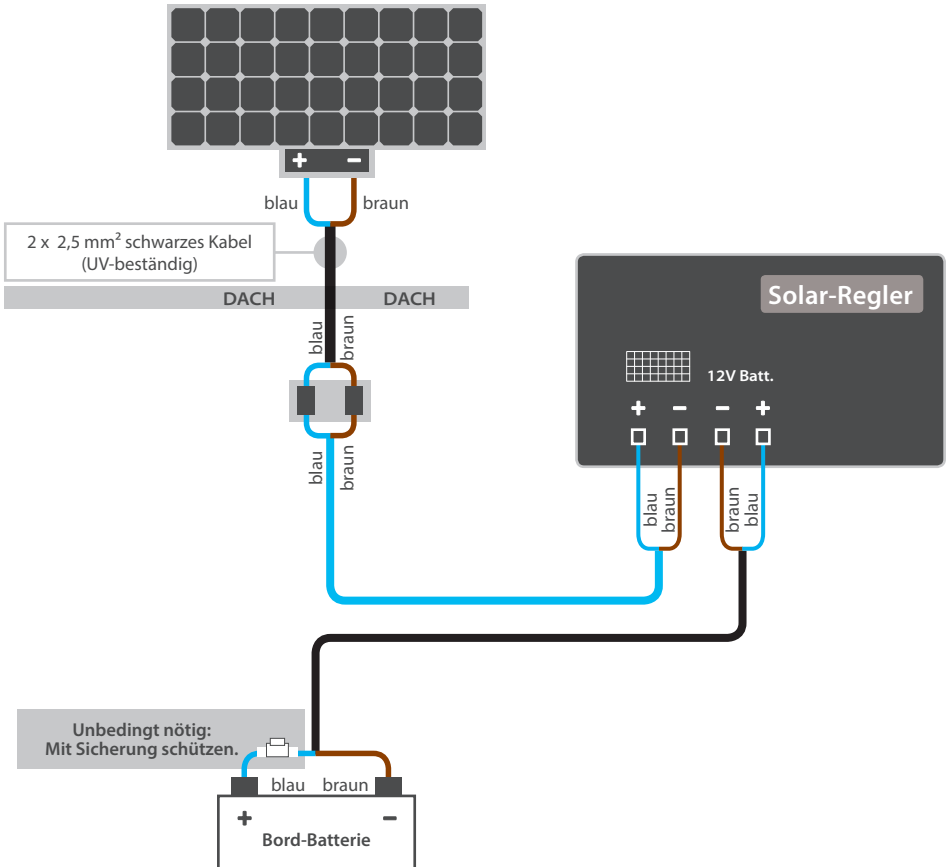 + −
blau braun
2 x 2,5 mm² schwarzes Kabel
(UV-beständig)
DACH DACH
blau
braun
blau
braun
Solar-Regler
12V Batt.
+ − − +
blau
braun
braun
blau
Unbedingt nötig:
Mit Sicherung schützen.
blau braun
+ −
Bord-Batterie